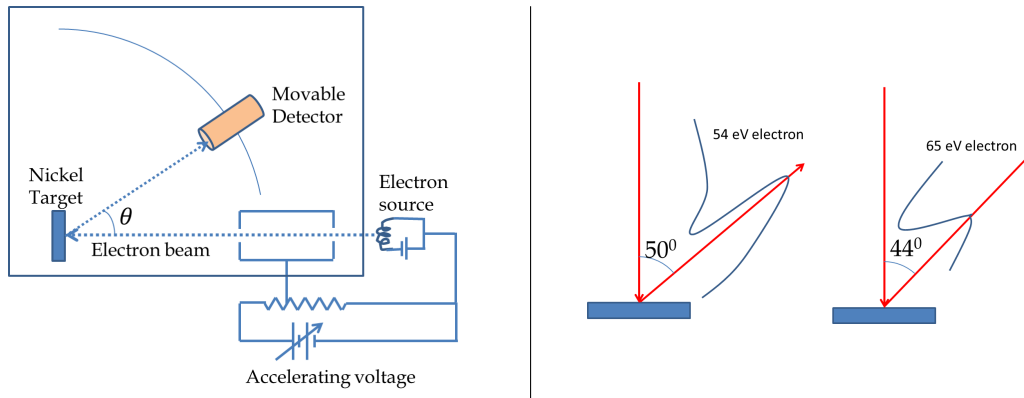 Movable
Detector
Nickel
Target
θ
Electron
source
Electron beam
Accelerating voltage
54 eV electron
50⁰
65 eV electron
44⁰